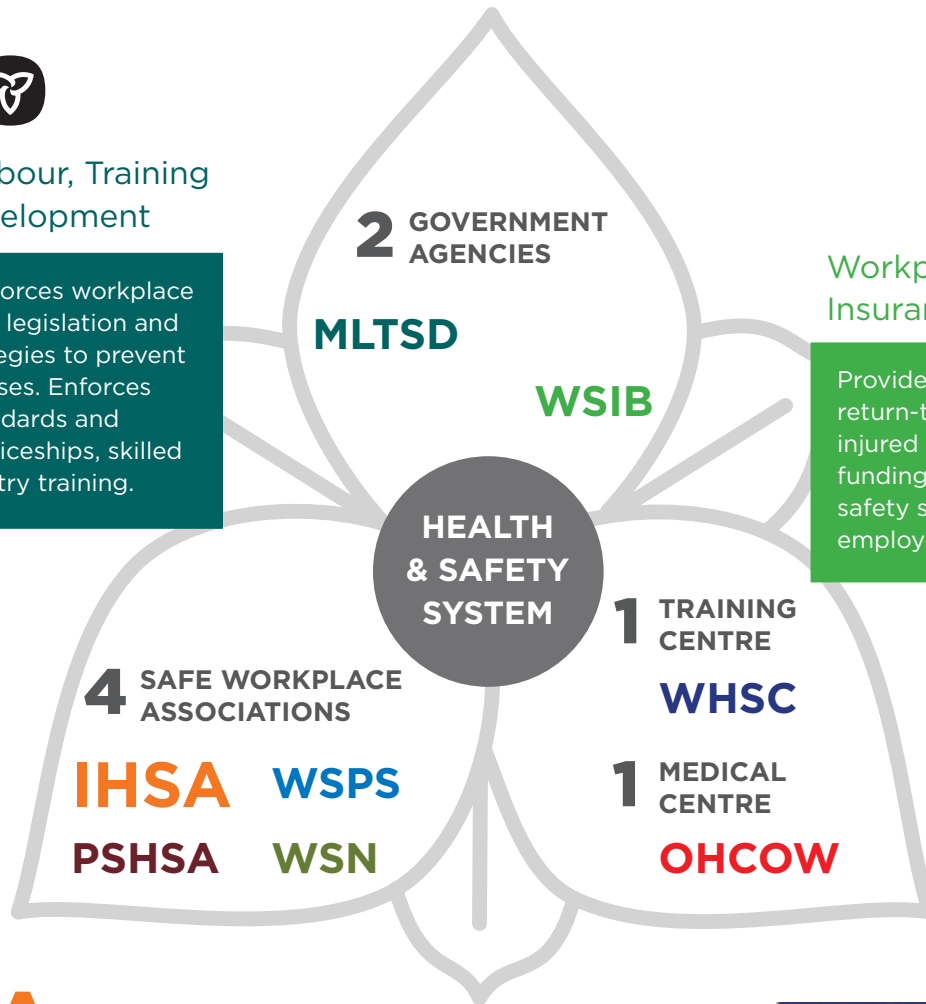 bour, Training
elopment
orces workplace
legislation and
egies to prevent
ses. Enforces
dards and
iceships, skilled
try training.
2 GOVERNMENT
AGENCIES
MLTSD
WSIB
Workp
Insuran
Provide
return-t
injured
funding
safety s
employ
HEALTH
& SAFETY
SYSTEM
4 SAFE WORKPLACE
ASSOCIATIONS
IHSA WSPS
PSHSA WSN
1 TRAINING
CENTRE
WHSC
1 MEDICAL
CENTRE
OHCOW